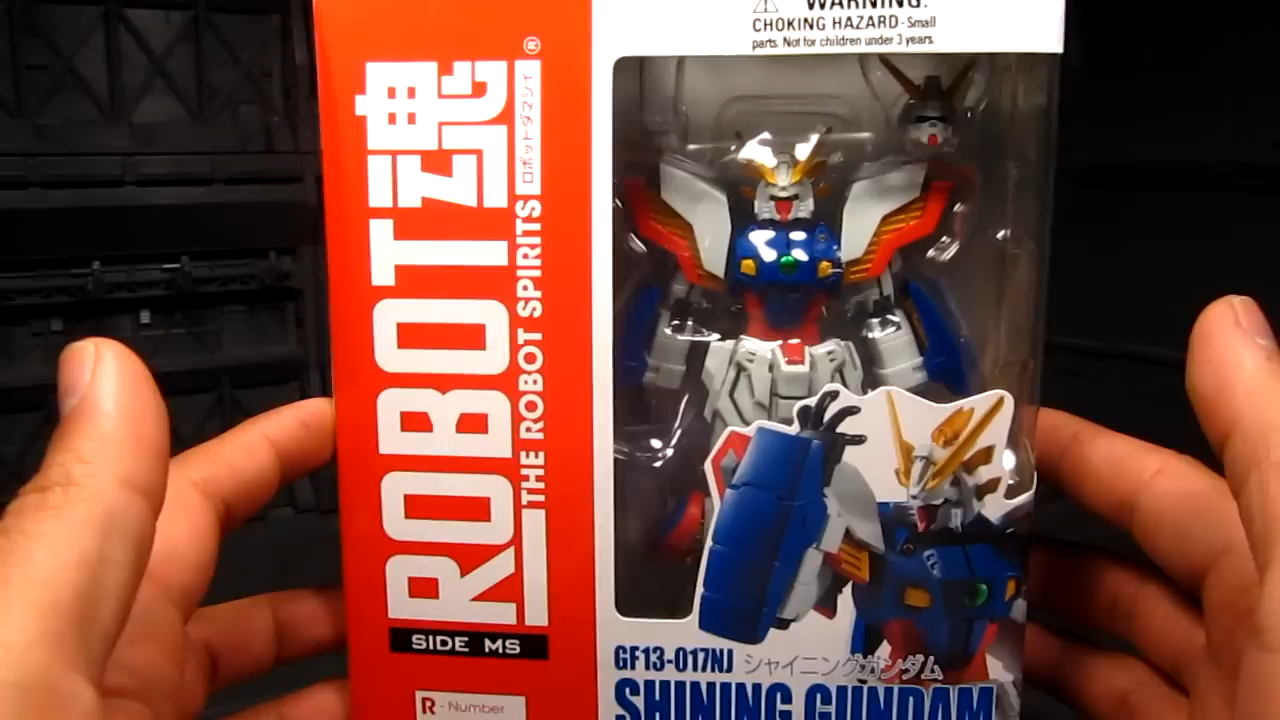 WARNING:
CHOKING HAZARD - Small
parts. Not for children under 3 years.
ROBOT魂®
ロボットダマシイ
THE ROBOT SPIRITS
SIDE MS
R - Number
GF13-017NJ シャイニングガンダム
SHINING GUNDAM